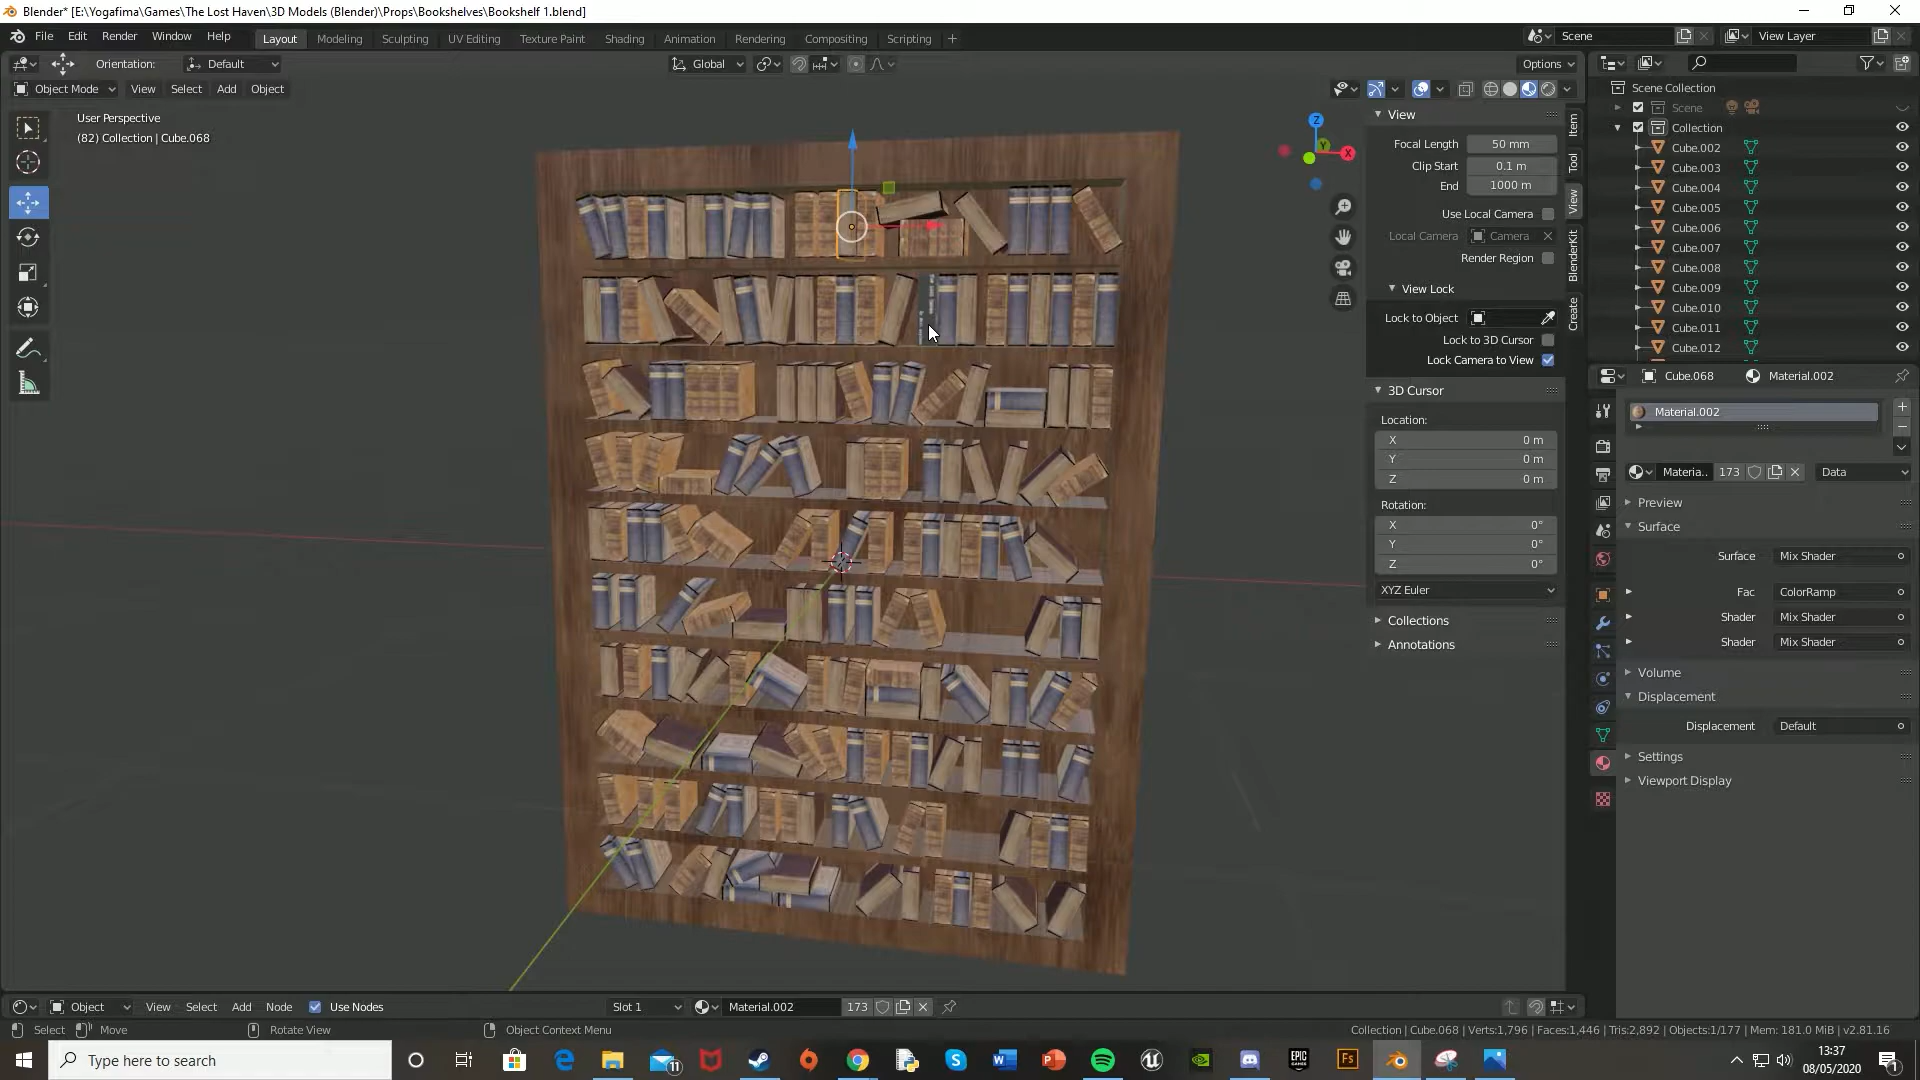 Blender* [E:\Yogafima\Games\The Lost Haven\3D Models (Blender)\Props\Bookshelves\Bookshelf 1.blend]
File Edit Render Window Help Layout Modeling Sculpting UV Editing Texture Paint Shading Animation Rendering Compositing Scripting + Scene View Layer
Orientation: Default Global Options
Object Mode View Select Add Object
User Perspective
(82) Collection | Cube.068
Z
Y
X
View
Focal Length 50 mm
Clip Start 0.1 m
End 1000 m
Use Local Camera
Local Camera Camera
Render Region
View Lock
Lock to Object
Lock to 3D Cursor
Lock Camera to View
3D Cursor
Location:
X 0 m
Y 0 m
Z 0 m
Rotation:
X 0°
Y 0°
Z 0°
XYZ Euler
Collections
Annotations
Item
Tool
View
BlenderKit
Create
Scene Collection
Scene
Collection
Cube.002
Cube.003
Cube.004
Cube.005
Cube.006
Cube.007
Cube.008
Cube.009
Cube.010
Cube.011
Cube.012
Cube.068 Material.002
Material.002
Materia.. 173 Data
Preview
Surface
Surface Mix Shader
Fac ColorRamp
Shader Mix Shader
Shader Mix Shader
Volume
Displacement
Displacement Default
Settings
Viewport Display
Object View Select Add Node Use Nodes Slot 1 Material.002 173
Select Move Rotate View Object Context Menu Collection | Cube.068 | Verts:1,796 | Faces:1,446 | Tris:2,892 | Objects:1/177 | Mem: 181.0 MiB | v2.81.16
Type here to search
11
EPIC GAMES
Fs
13:37
08/05/2020
1